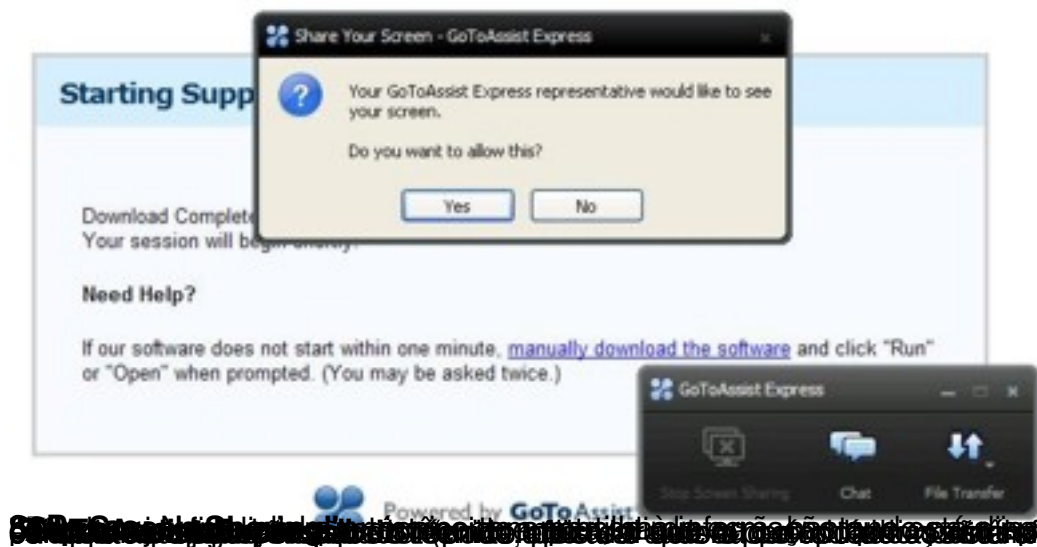 Share Your Screen - GoToAssist Express
Starting Supp
Your GoToAssist Express representative would like to see
your screen.
Do you want to allow this?
Yes
No
Download Complete
Your session will begin shortly.
Need Help?
If our software does not start within one minute, manually download the software and click "Run"
or "Open" when prompted. (You may be asked twice.)
GoToAssist Express
Stop Screen Sharing
Chat
File Transfer
Powered by GoToAssist